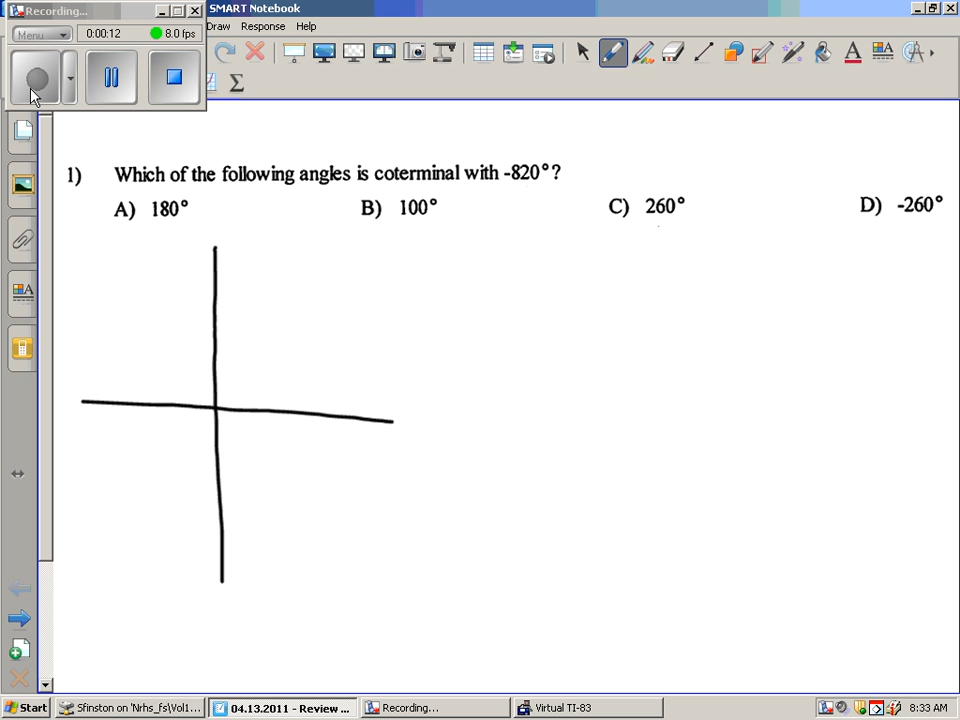 Recording...
SMART Notebook
Menu
0:00:12
8.0 fps
Draw Response Help
Σ
A
1) Which of the following angles is coterminal with -820°?
A) 180° B) 100° C) 260° D) -260°
Start
Sfinston on 'Nrhs_fs\Vol1...
04.13.2011 - Review ...
Recording...
Virtual TI-83
8:33 AM